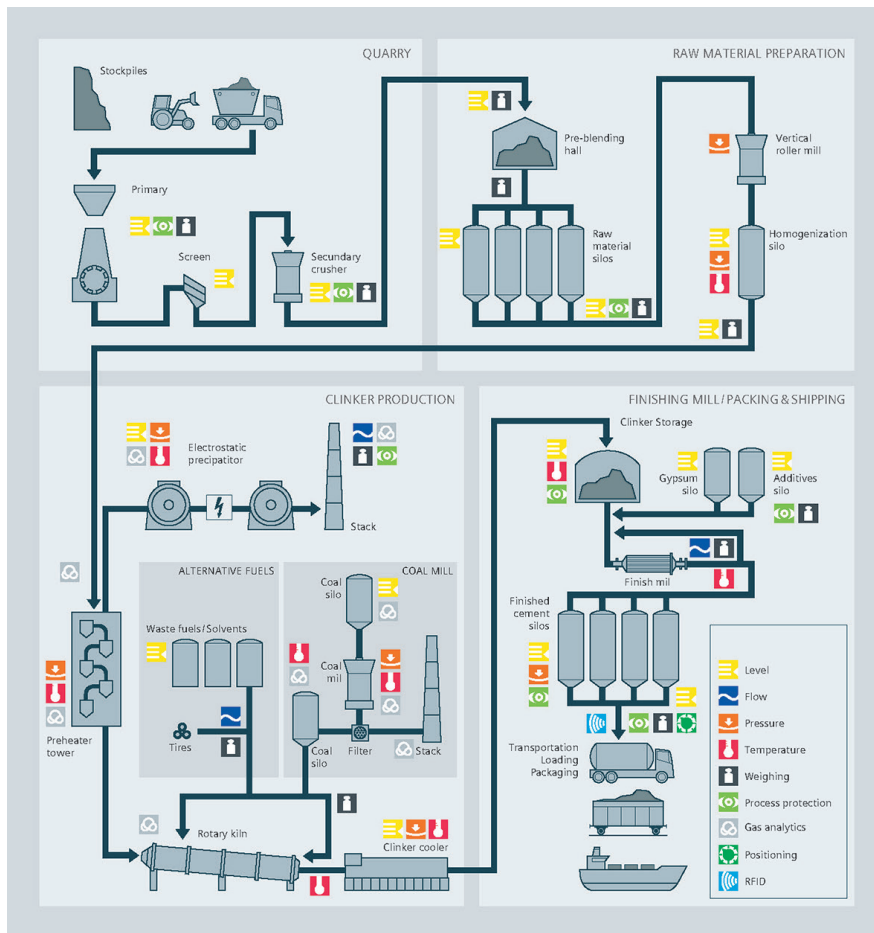 QUARRY
Stockpiles
Primary
Screen
Secundary
crusher
RAW MATERIAL PREPARATION
Pre-blending
hall
Raw
material
silos
Vertical
roller mill
Homogenization
silo
CLINKER PRODUCTION
Electrostatic
precipatitor
Stack
ALTERNATIVE FUELS
Waste fuels/Solvents
Tires
COAL MILL
Coal
silo
Coal
mil
Coal
silo
Filter
Stack
Preheater
tower
Rotary kiln
Clinker cooler
FINISHING MILL/PACKING & SHIPPING
Clinker Storage
Gypsum
silo
Additives
silo
Finish mil
Finished
cement
silos
Transportation
Loading
Packaging
Level
Flow
Pressure
Temperature
Weighing
Process protection
Gas analytics
Positioning
RFID